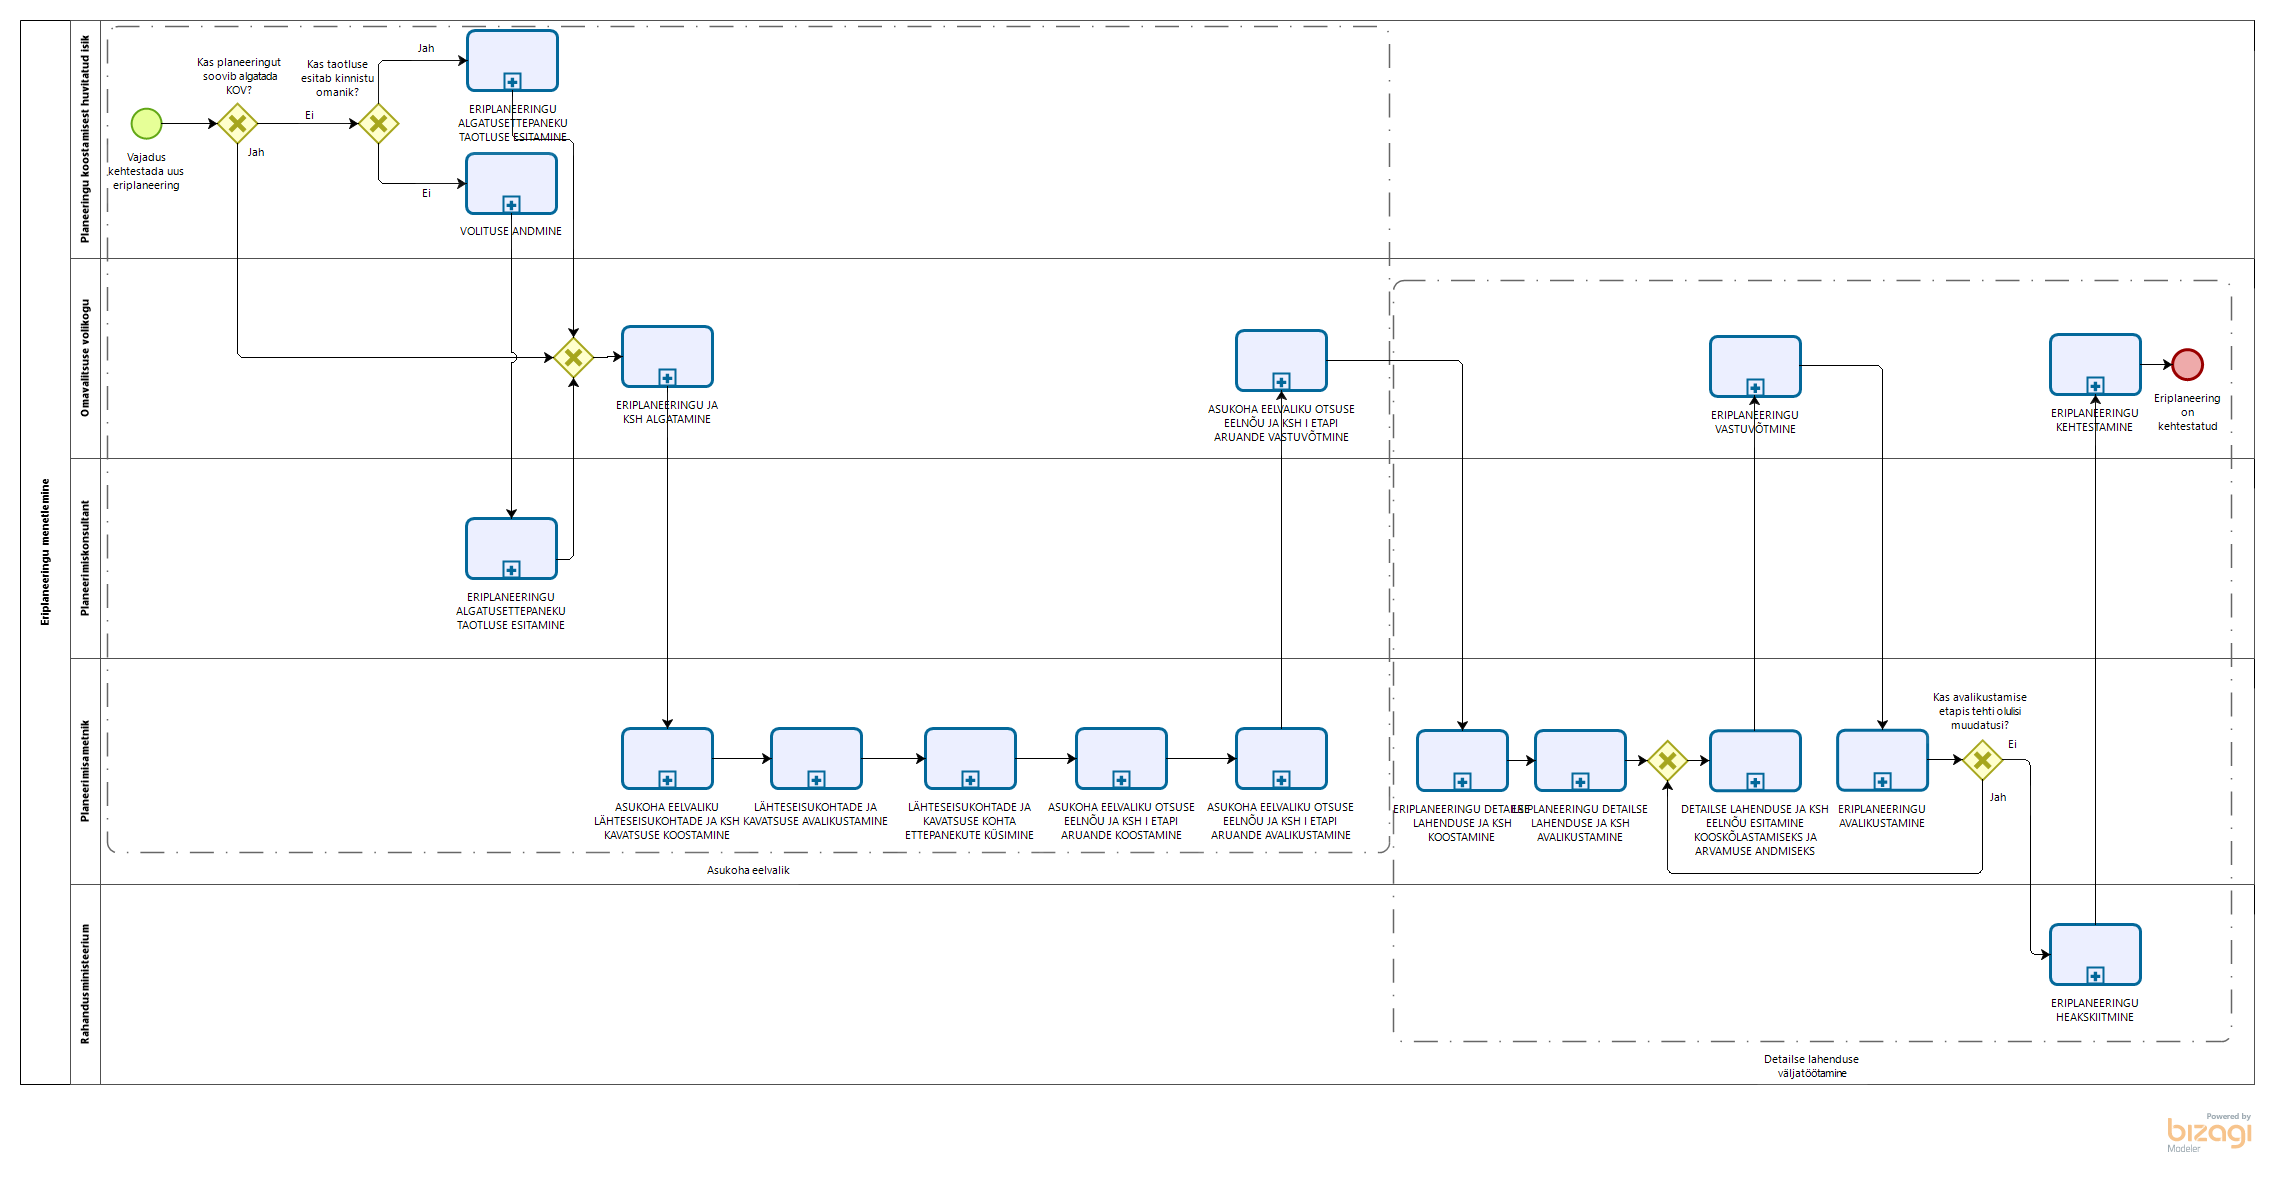 Eriplaneeringu menetlemine
Planeeringu koostamisest huvitatud isik
Vajadus
kehtestada uus
eriplaneering
Kas planeeringut
soovib algatada
KOV?
Ei
Jah
Kas taotluse
esitab kinnistu
omanik?
Jah
Ei
ERIPLANEERINGU
ALGATUSETTEPANEKU
TAOTLUSE ESITAMINE
VOLITUSE ANDMINE
Omavalitsuse volikogu
ERIPLANEERINGU JA
KSH ALGATAMINE
ASUKOHA EELVALIKU OTSUSE
EELNÕU JA KSH I ETAPI
ARUANDE VASTUVÕTMINE
ERIPLANEERINGU
VASTUVÕTMINE
ERIPLANEERINGU
KEHTESTAMINE
Eriplaneering
on
kehtestatud
Planeerimiskonsultant
ERIPLANEERINGU
ALGATUSETTEPANEKU
TAOTLUSE ESITAMINE
Planeerimisametnik
ASUKOHA EELVALIKU
LÄHTESEISUKOHTADE JA KSH
KAVATSUSE KOOSTAMINE
LÄHTESEISUKOHTADE JA
KAVATSUSE AVALIKUSTAMINE
LÄHTESEISUKOHTADE JA
KAVATSUSE KOHTA
ETTEPANEKUTE KÜSIMINE
ASUKOHA EELVALIKU OTSUSE
EELNÕU JA KSH I ETAPI
ARUANDE KOOSTAMINE
ASUKOHA EELVALIKU OTSUSE
EELNÕU JA KSH I ETAPI
ARUANDE AVALIKUSTAMINE
Asukoha eelvalik
ERIPLANEERINGU DETAILSE
LAHENDUSE JA KSH
KOOSTAMINE
ERIPLANEERINGU DETAILSE
LAHENDUSE JA KSH
AVALIKUSTAMINE
DETAILSE LAHENDUSE JA KSH
EELNÕU ESITAMINE
KOOSKÕLASTAMISEKS JA
ARVAMUSE ANDMISEKS
ERIPLANEERINGU
AVALIKUSTAMINE
Kas avalikustamise
etapis tehti olulisi
muudatusi?
Ei
Jah
Rahandusministeerium
ERIPLANEERINGU
HEAKSKIITMINE
Detailse lahenduse
väljatöötamine
Powered by
bizagi
Modeler